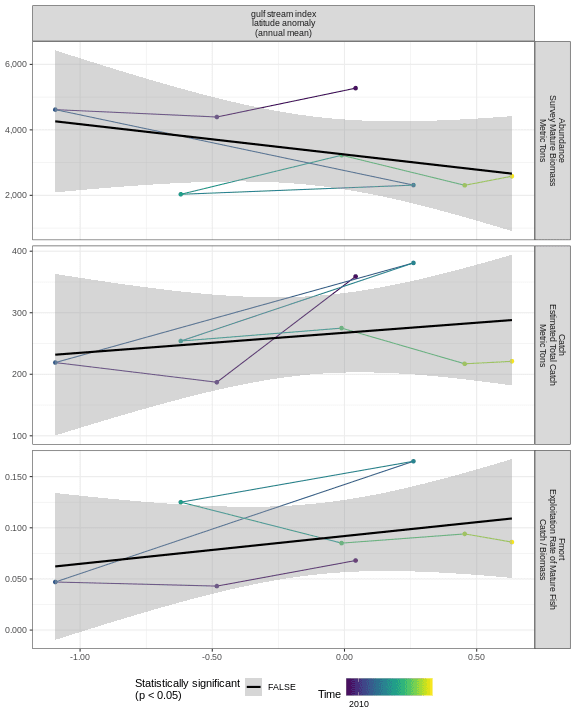 gulf stream index
latitude anomaly
(annual mean)
6,000
4,000
2,000
Abundance
Survey Mature Biomass
Metric Tons
400
300
200
100
Catch
Estimated Total Catch
Metric Tons
0.150
0.100
0.050
0.000
Fmort
Exploitation Rate of Mature Fish
Catch / Biomass
-1.00
-0.50
0.00
0.50
Statistically significant
(p < 0.05)
FALSE
Time
2010